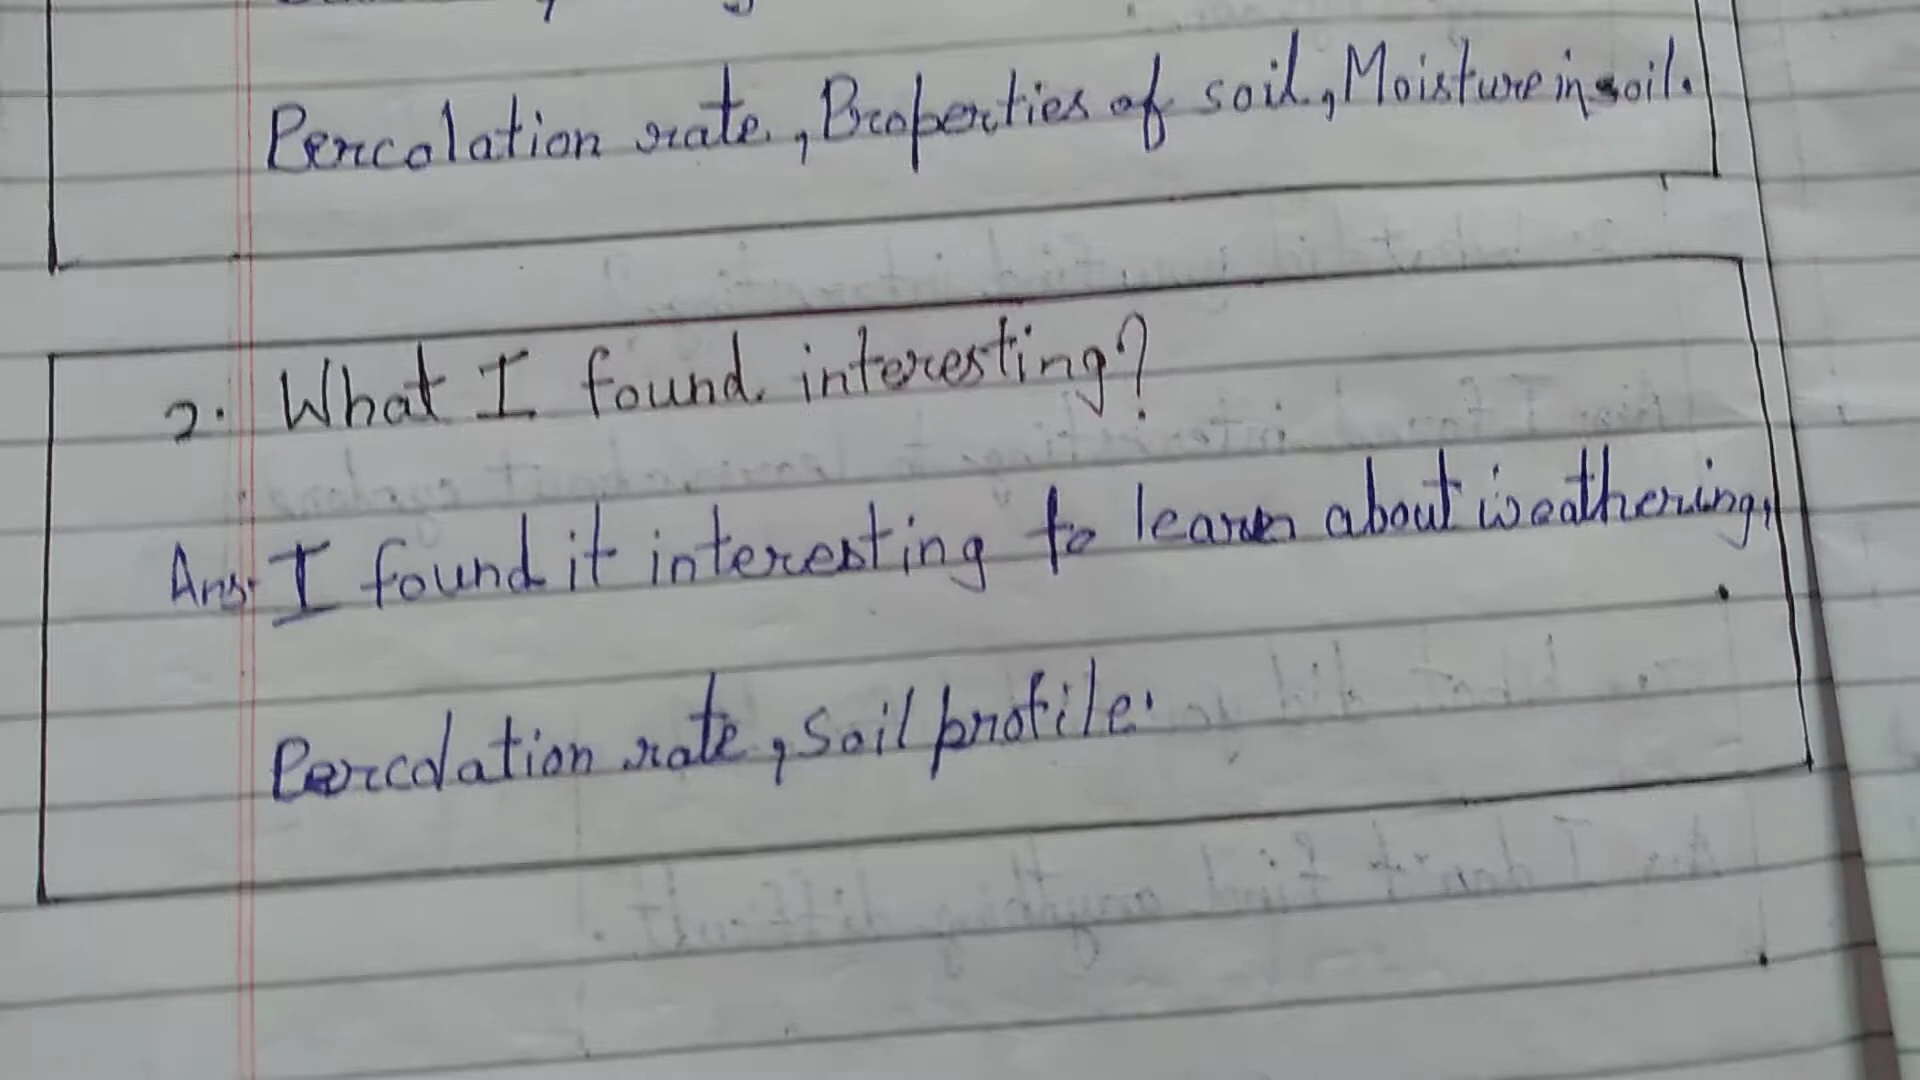 Percolation rate, Properties of soil, Moisture in soil.
2. What I found interesting?
Ans. I found it interesting to learn about weathering,
Percolation rate, soil profile.